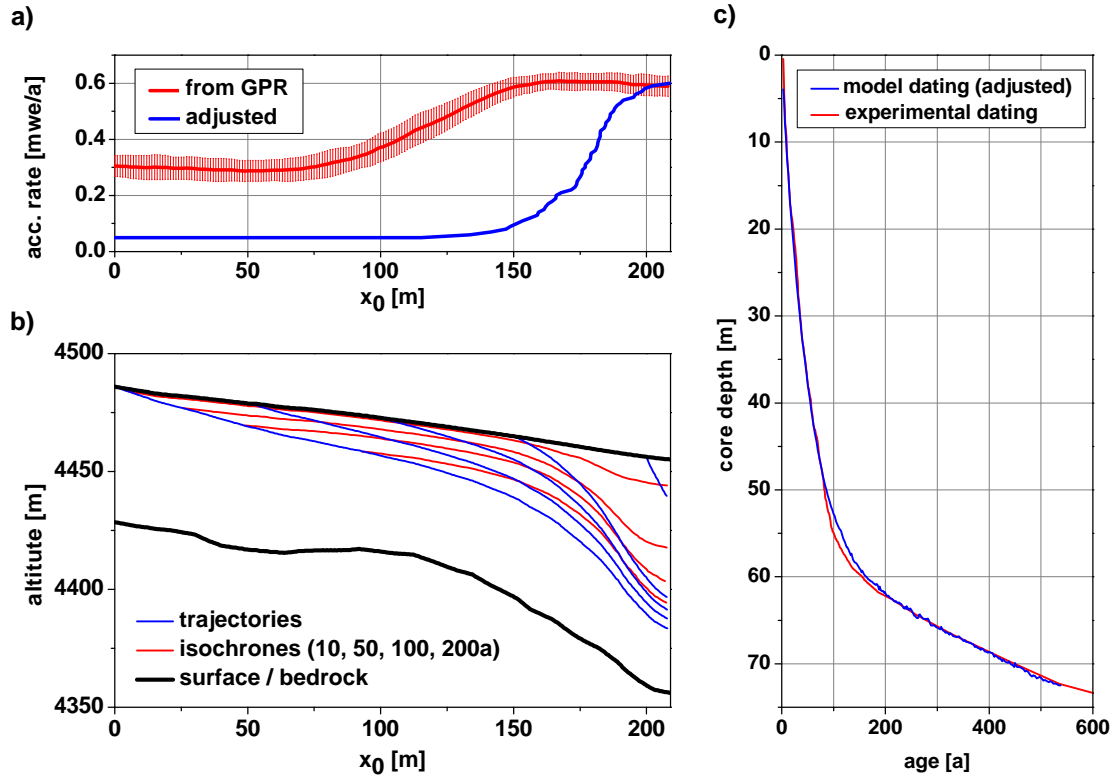 a)
0.6
0.4
0.2
0.0
acc. rate [mwe/a]
from GPR
adjusted
0
50
100
150
200
x0 [m]
b)
4500
4450
4400
4350
altitute [m]
trajectories
isochrones (10, 50, 100, 200a)
surface / bedrock
0
50
100
150
200
x0 [m]
c)
0
10
20
30
40
50
60
70
core depth [m]
model dating (adjusted)
experimental dating
0
200
400
600
age [a]